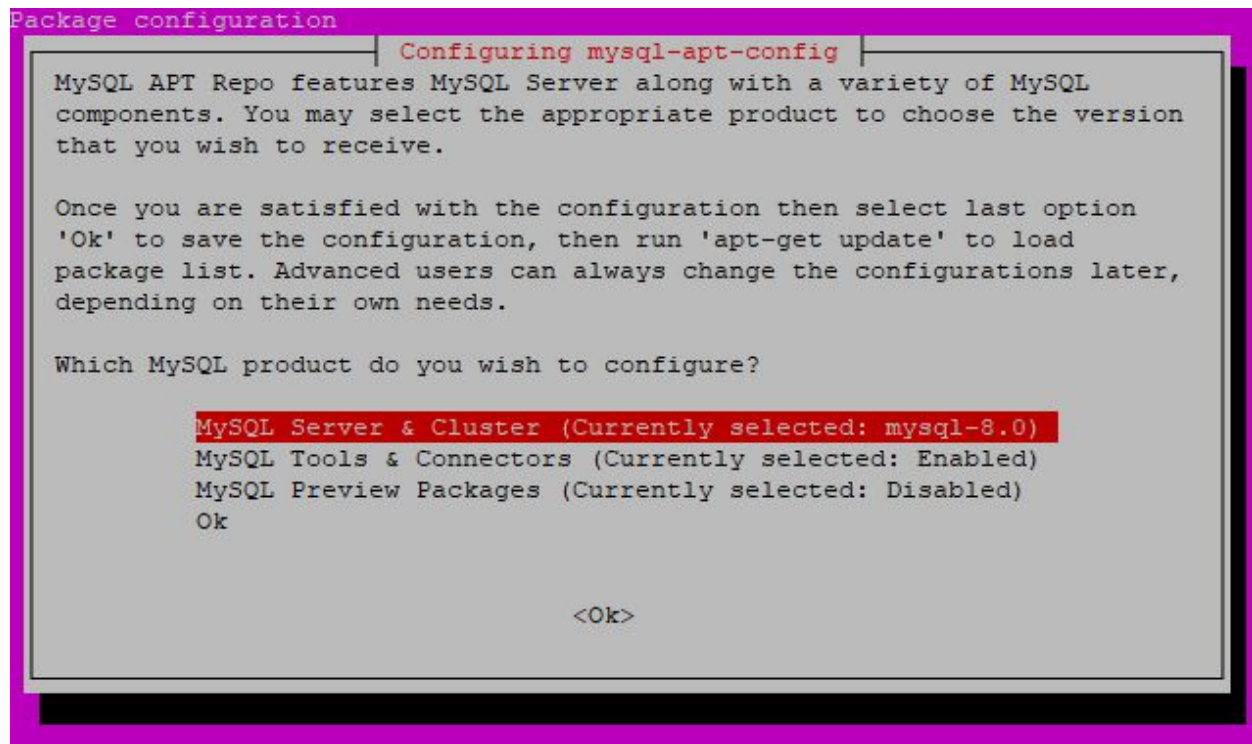 Package configuration
Configuring mysql-apt-config
MySQL APT Repo features MySQL Server along with a variety of MySQL
components. You may select the appropriate product to choose the version
that you wish to receive.
Once you are satisfied with the configuration then select last option
'Ok' to save the configuration, then run 'apt-get update' to load
package list. Advanced users can always change the configurations later,
depending on their own needs.
Which MySQL product do you wish to configure?
MySQL Server & Cluster (Currently selected: mysql-8.0)
MySQL Tools & Connectors (Currently selected: Enabled)
MySQL Preview Packages (Currently selected: Disabled)
Ok
<Ok>